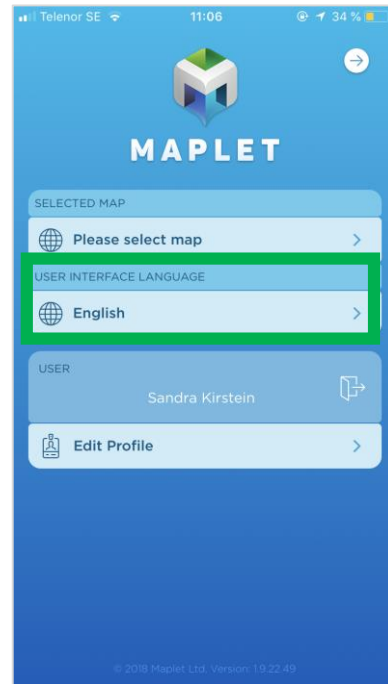 Telenor SE 11:06 34 %
MAPLET
SELECTED MAP
Please select map
USER INTERFACE LANGUAGE
English
USER
Sandra Kirstein
Edit Profile
© 2018 Maplet Ltd. Version: 1.9.22.49